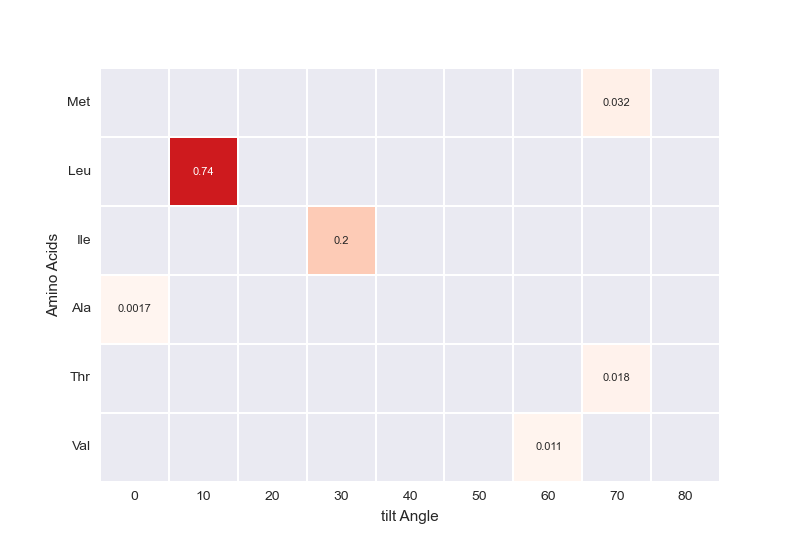 Met 0.032
Leu 0.74
Ile 0.2
Ala 0.0017
Thr 0.018
Val 0.011
Amino Acids
0 10 20 30 40 50 60 70 80
tilt Angle